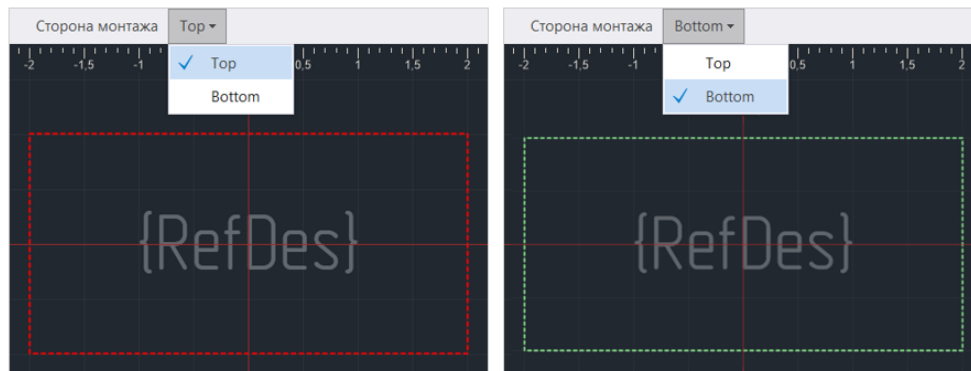 Сторона монтажа Top
-2 -1,5 -1 0,5 1 1,5 2
Top
Bottom
{RefDes}
Сторона монтажа Bottom
-2 -1,5 -1 0,5 1 1,5 2
Top
Bottom
{RefDes}